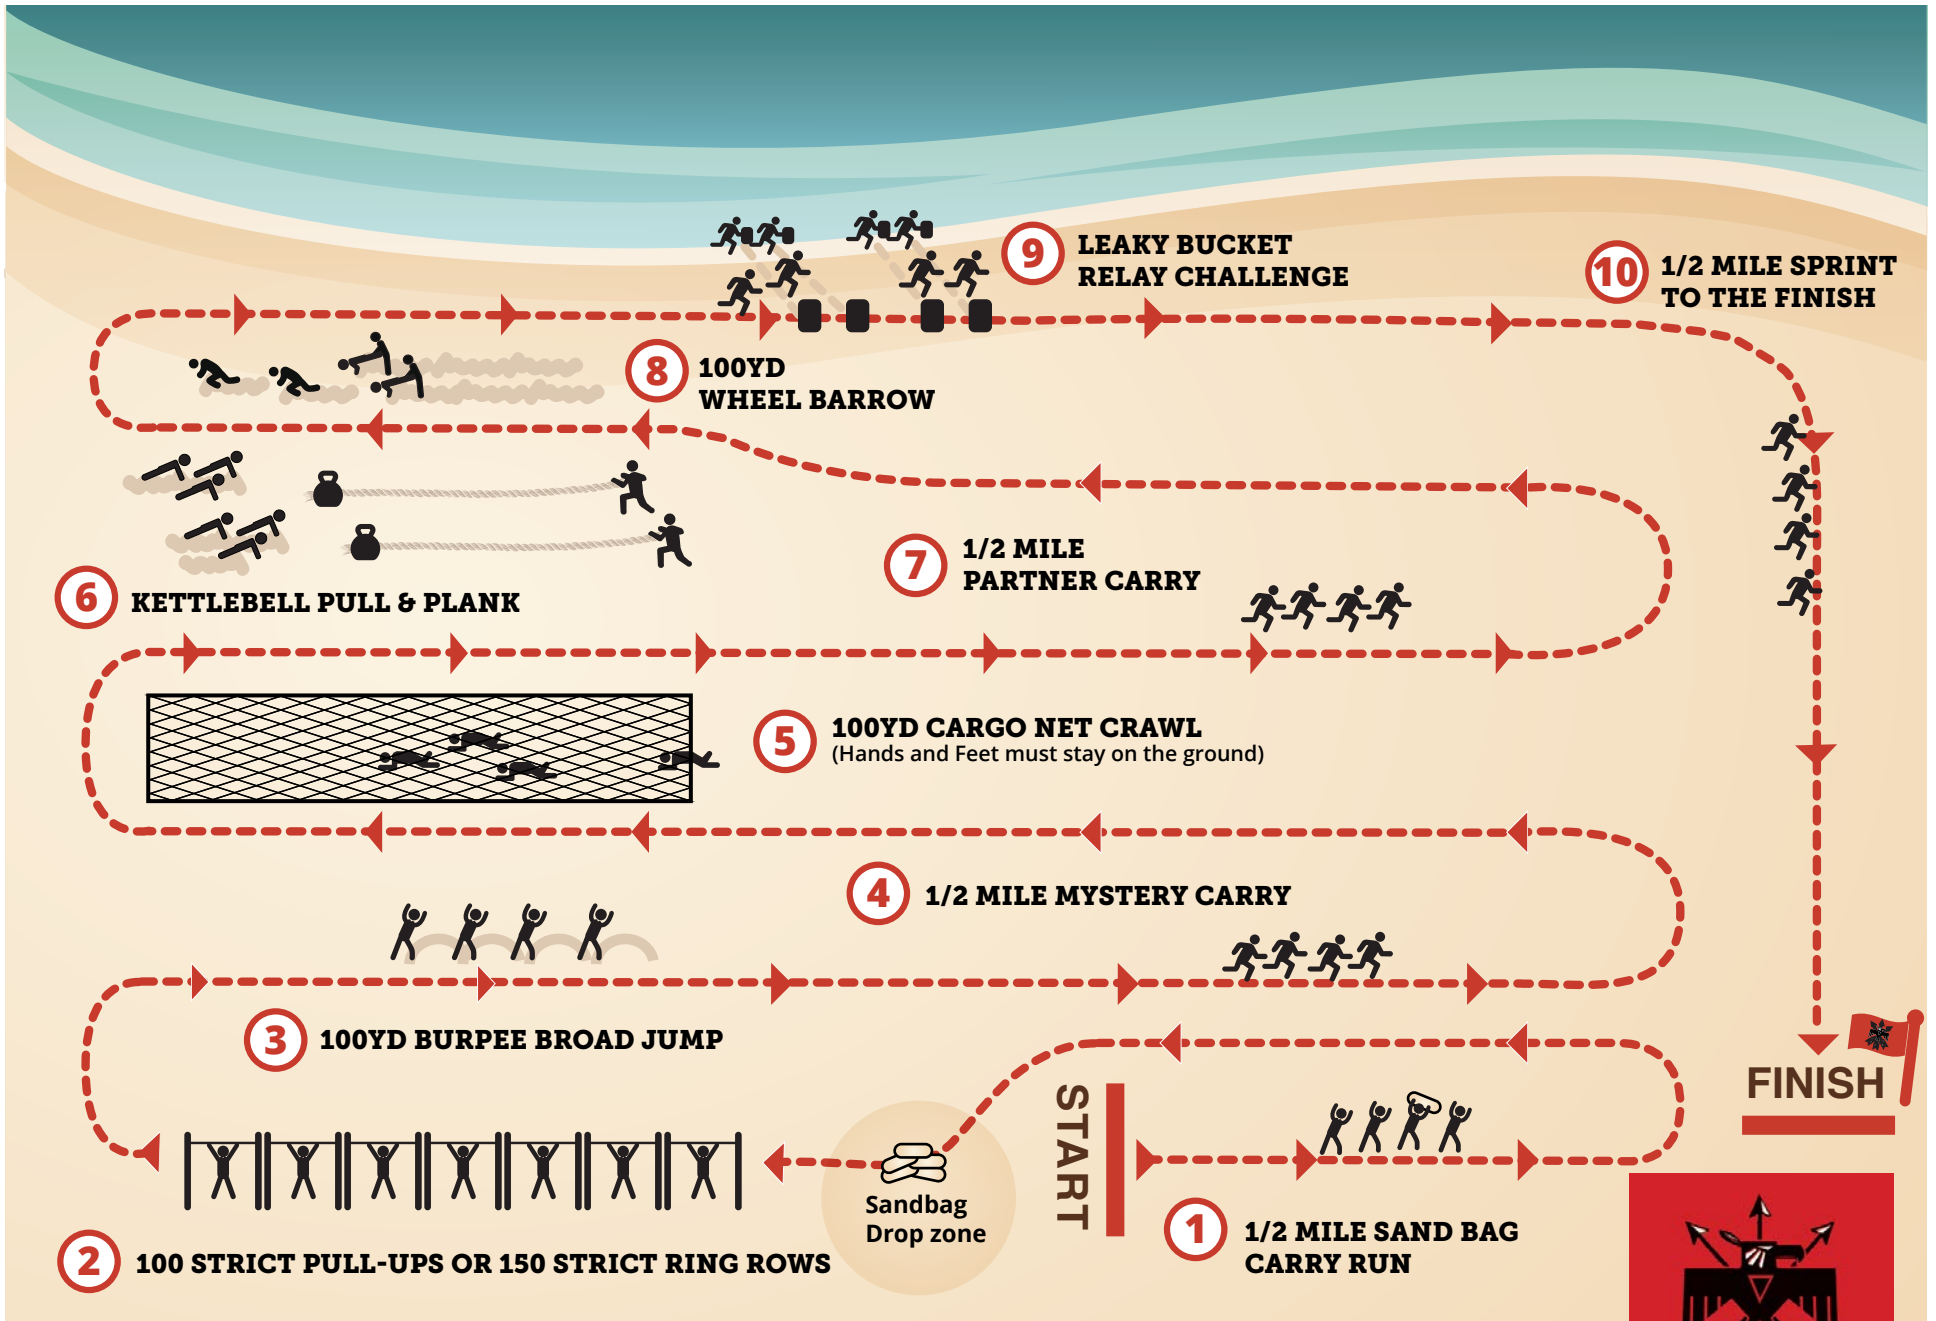 9
LEAKY BUCKET
RELAY CHALLENGE
10
1/2 MILE SPRINT
TO THE FINISH
8
100YD
WHEEL BARROW
7
1/2 MILE
PARTNER CARRY
6
KETTLEBELL PULL & PLANK
5
100YD CARGO NET CRAWL
(Hands and Feet must stay on the ground)
4
1/2 MILE MYSTERY CARRY
3
100YD BURPEE BROAD JUMP
START
FINISH
Sandbag
Drop zone
1
1/2 MILE SAND BAG
CARRY RUN
2
100 STRICT PULL-UPS OR 150 STRICT RING ROWS